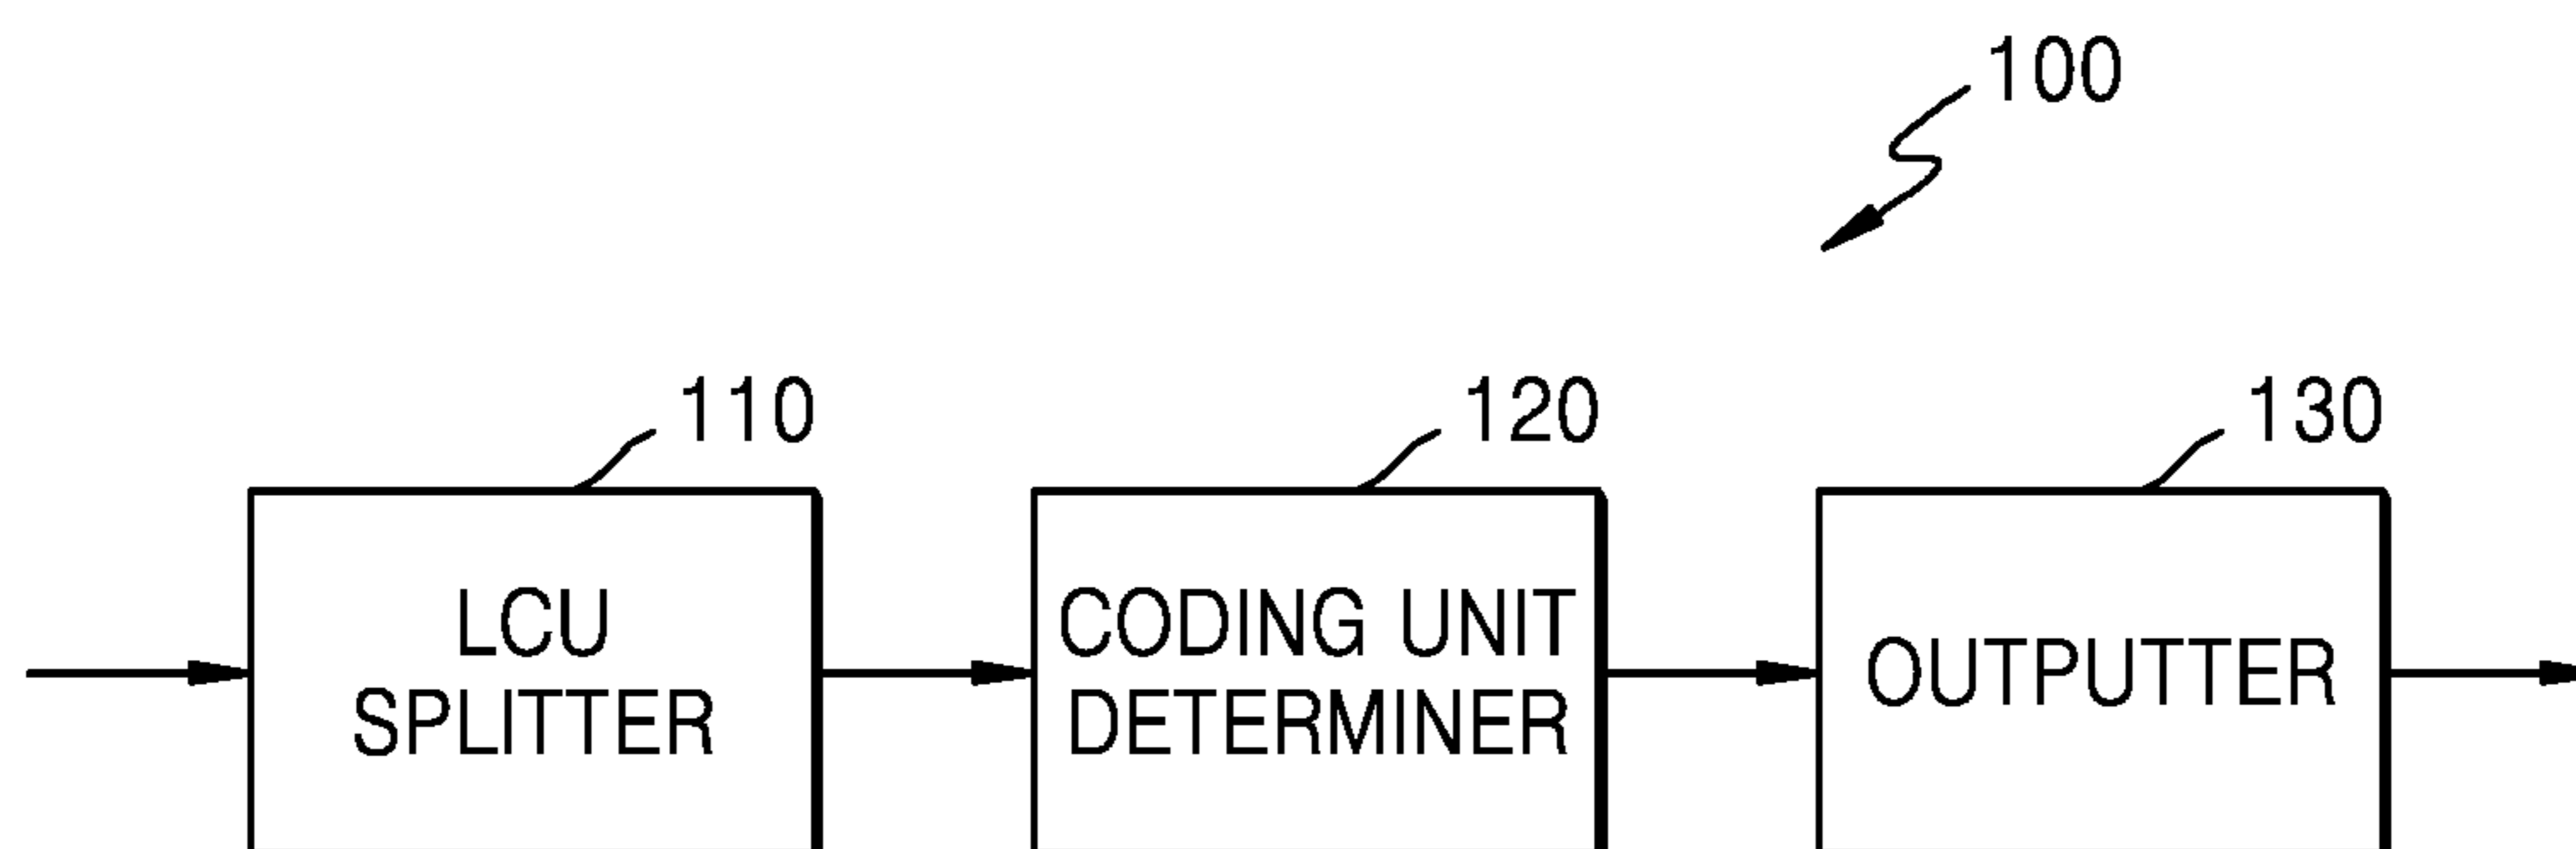 100
110
120
130
LCU
SPLITTER
CODING UNIT
DETERMINER
OUTPUTTER